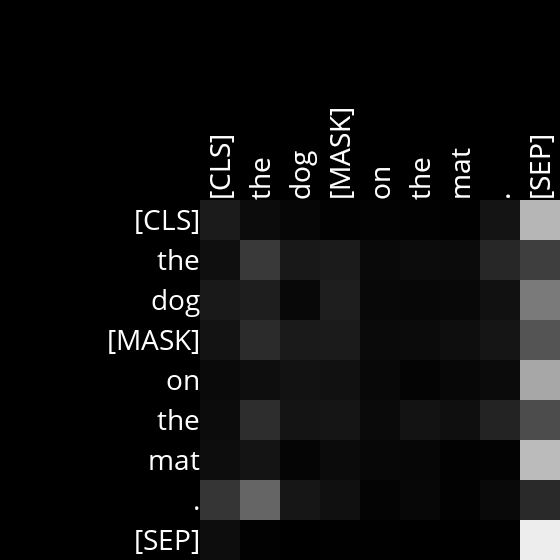 [CLS] the dog [MASK] on the mat . [SEP]
[CLS]
the
dog
[MASK]
on
the
mat
.
[SEP]